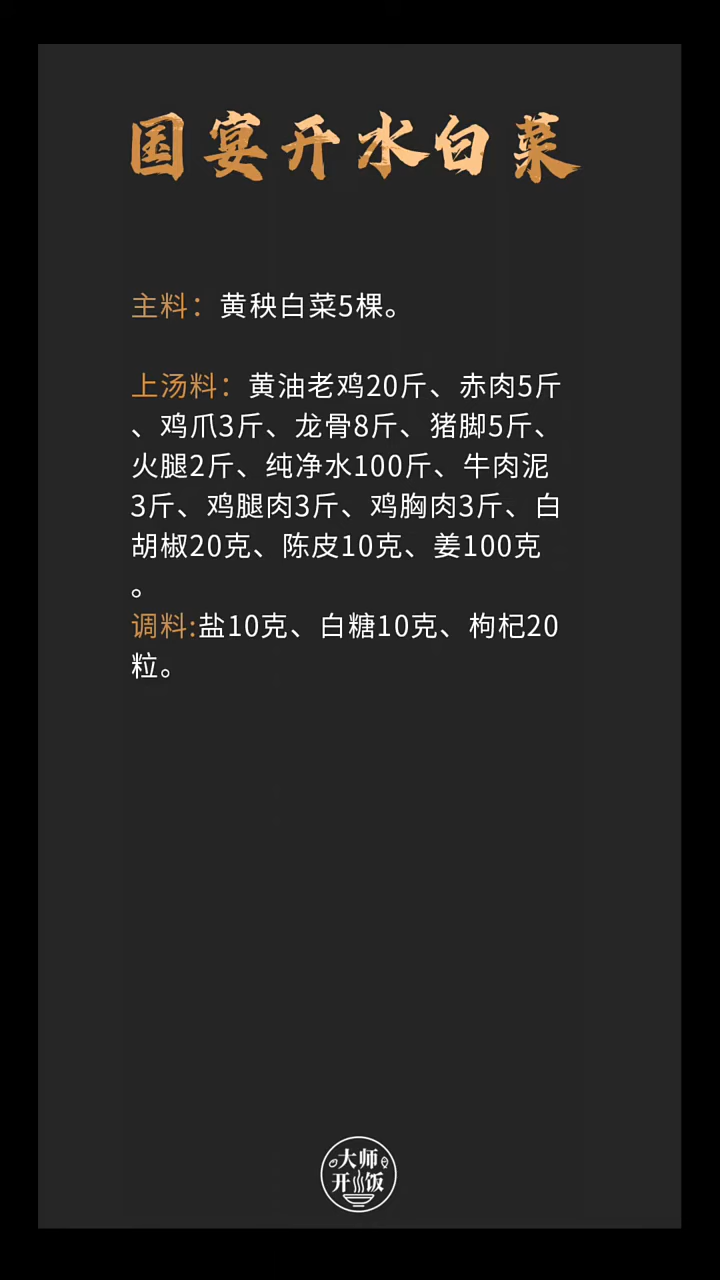 国宴开水白菜
主料：黄秧白菜5棵。
上汤料：黄油老鸡20斤、赤肉5斤
、鸡爪3斤、龙骨8斤、猪脚5斤、
火腿2斤、纯净水100斤、牛肉泥
3斤、鸡腿肉3斤、鸡胸肉3斤、白
胡椒20克、陈皮10克、姜100克
。
调料:盐10克、白糖10克、枸杞20
粒。
大师
开饭